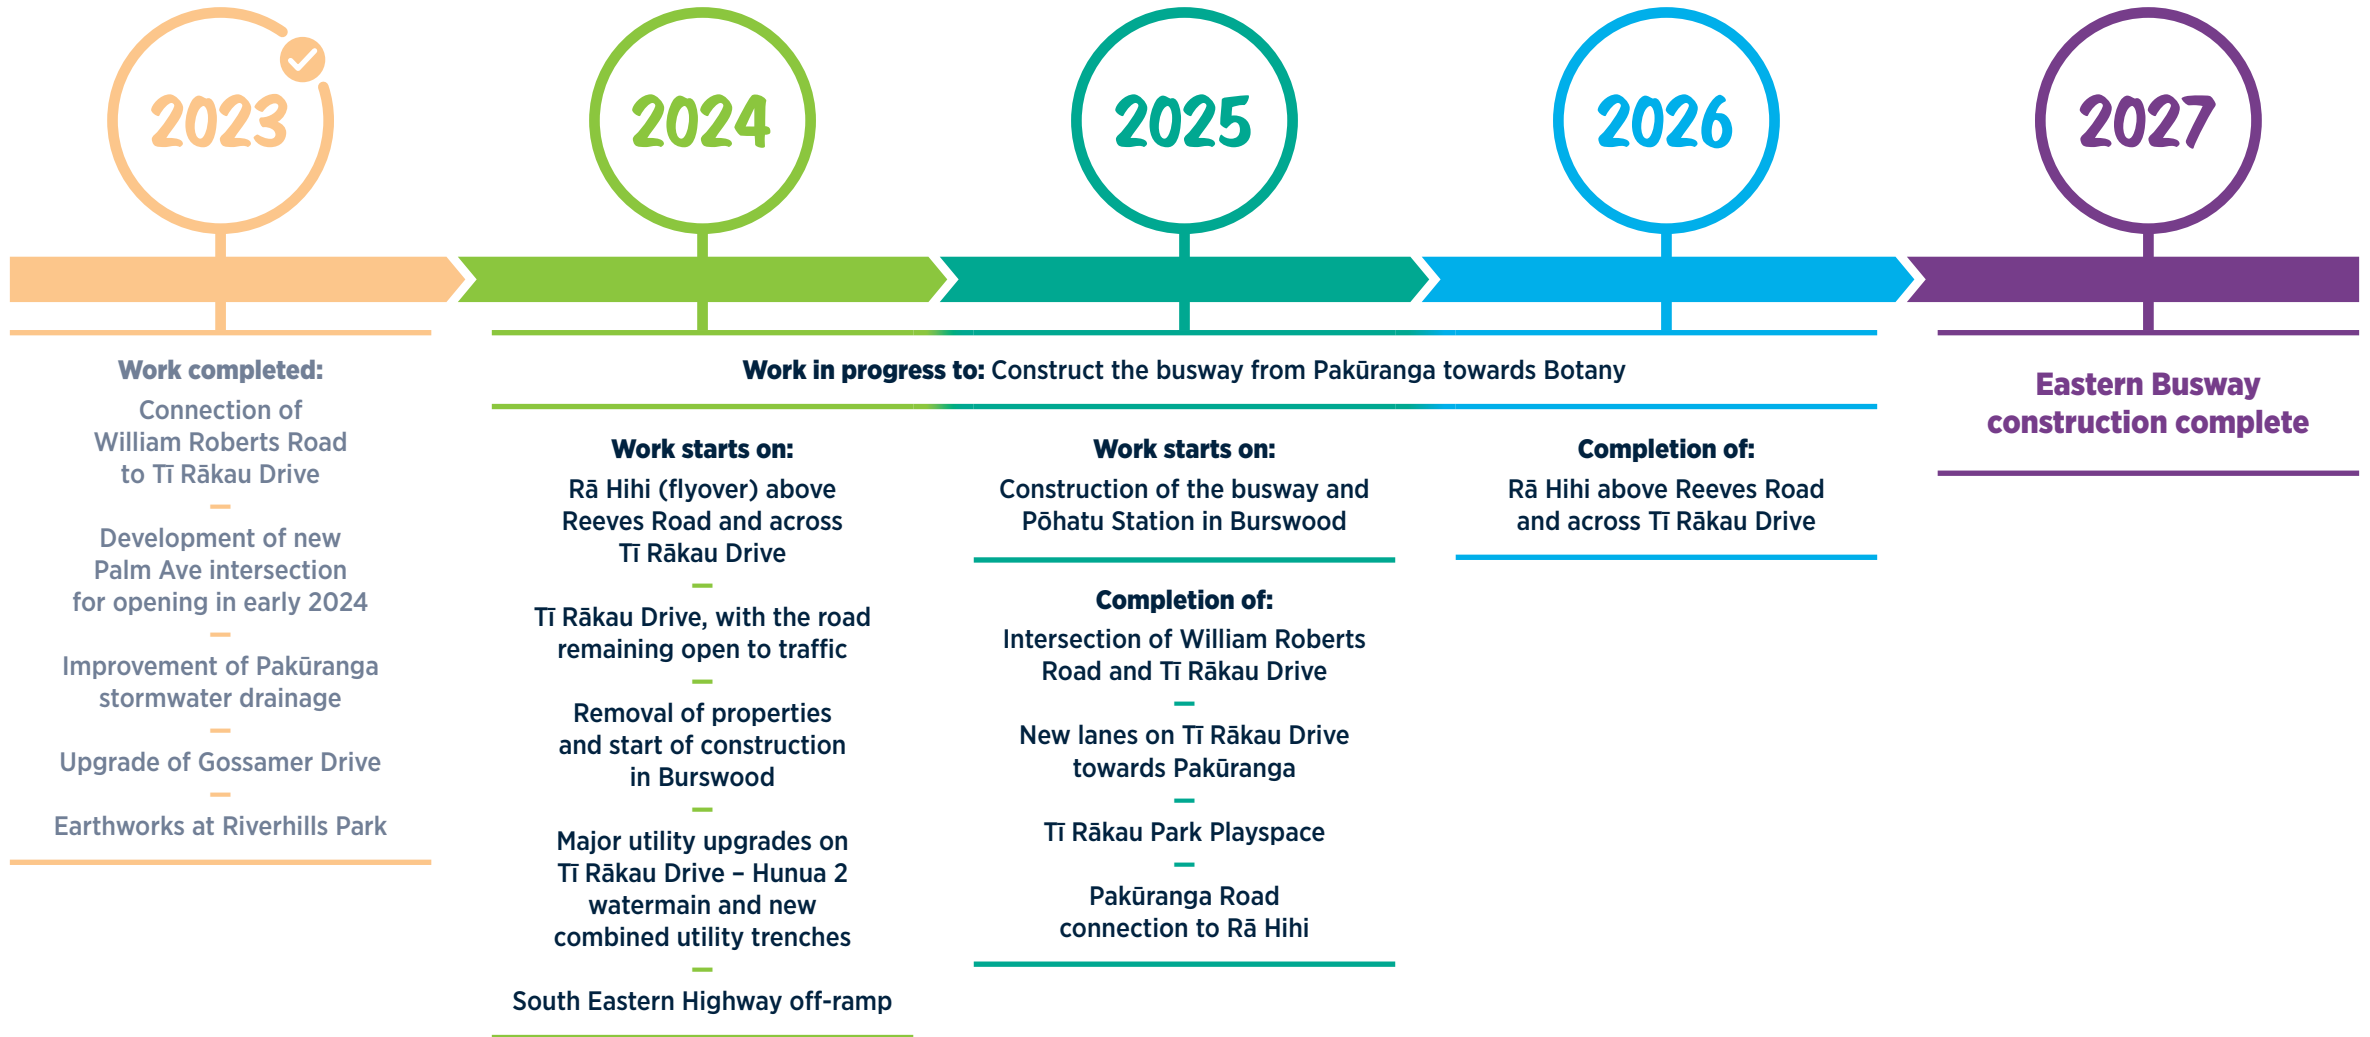 2023
2024
2025
2026
2027
Work completed:
Connection of
William Roberts Road
to Tī Rākau Drive
Development of new
Palm Ave intersection
for opening in early 2024
Improvement of Pakūranga
stormwater drainage
Upgrade of Gossamer Drive
Earthworks at Riverhills Park
Work in progress to: Construct the busway from Pakūranga towards Botany
Work starts on:
Rā Hihi (flyover) above
Reeves Road and across
Tī Rākau Drive
Tī Rākau Drive, with the road
remaining open to traffic
Removal of properties
and start of construction
in Burswood
Major utility upgrades on
Tī Rākau Drive – Hunua 2
watermain and new
combined utility trenches
South Eastern Highway off-ramp
Work starts on:
Construction of the busway and
Pōhatu Station in Burswood
Completion of:
Intersection of William Roberts
Road and Tī Rākau Drive
New lanes on Tī Rākau Drive
towards Pakūranga
Tī Rākau Park Playspace
Pakūranga Road
connection to Rā Hihi
Completion of:
Rā Hihi above Reeves Road
and across Tī Rākau Drive
Eastern Busway
construction complete